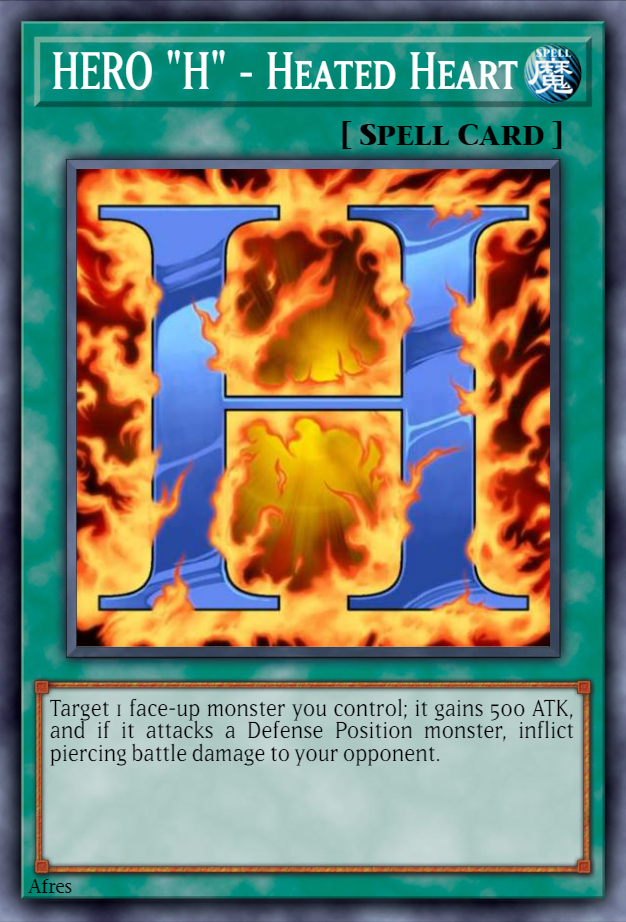 HERO "H" - Heated Heart
SPELL
魔
[ Spell Card ]
H
Target 1 face-up monster you control; it gains 500 ATK,
and if it attacks a Defense Position monster, inflict
piercing battle damage to your opponent.
Afres